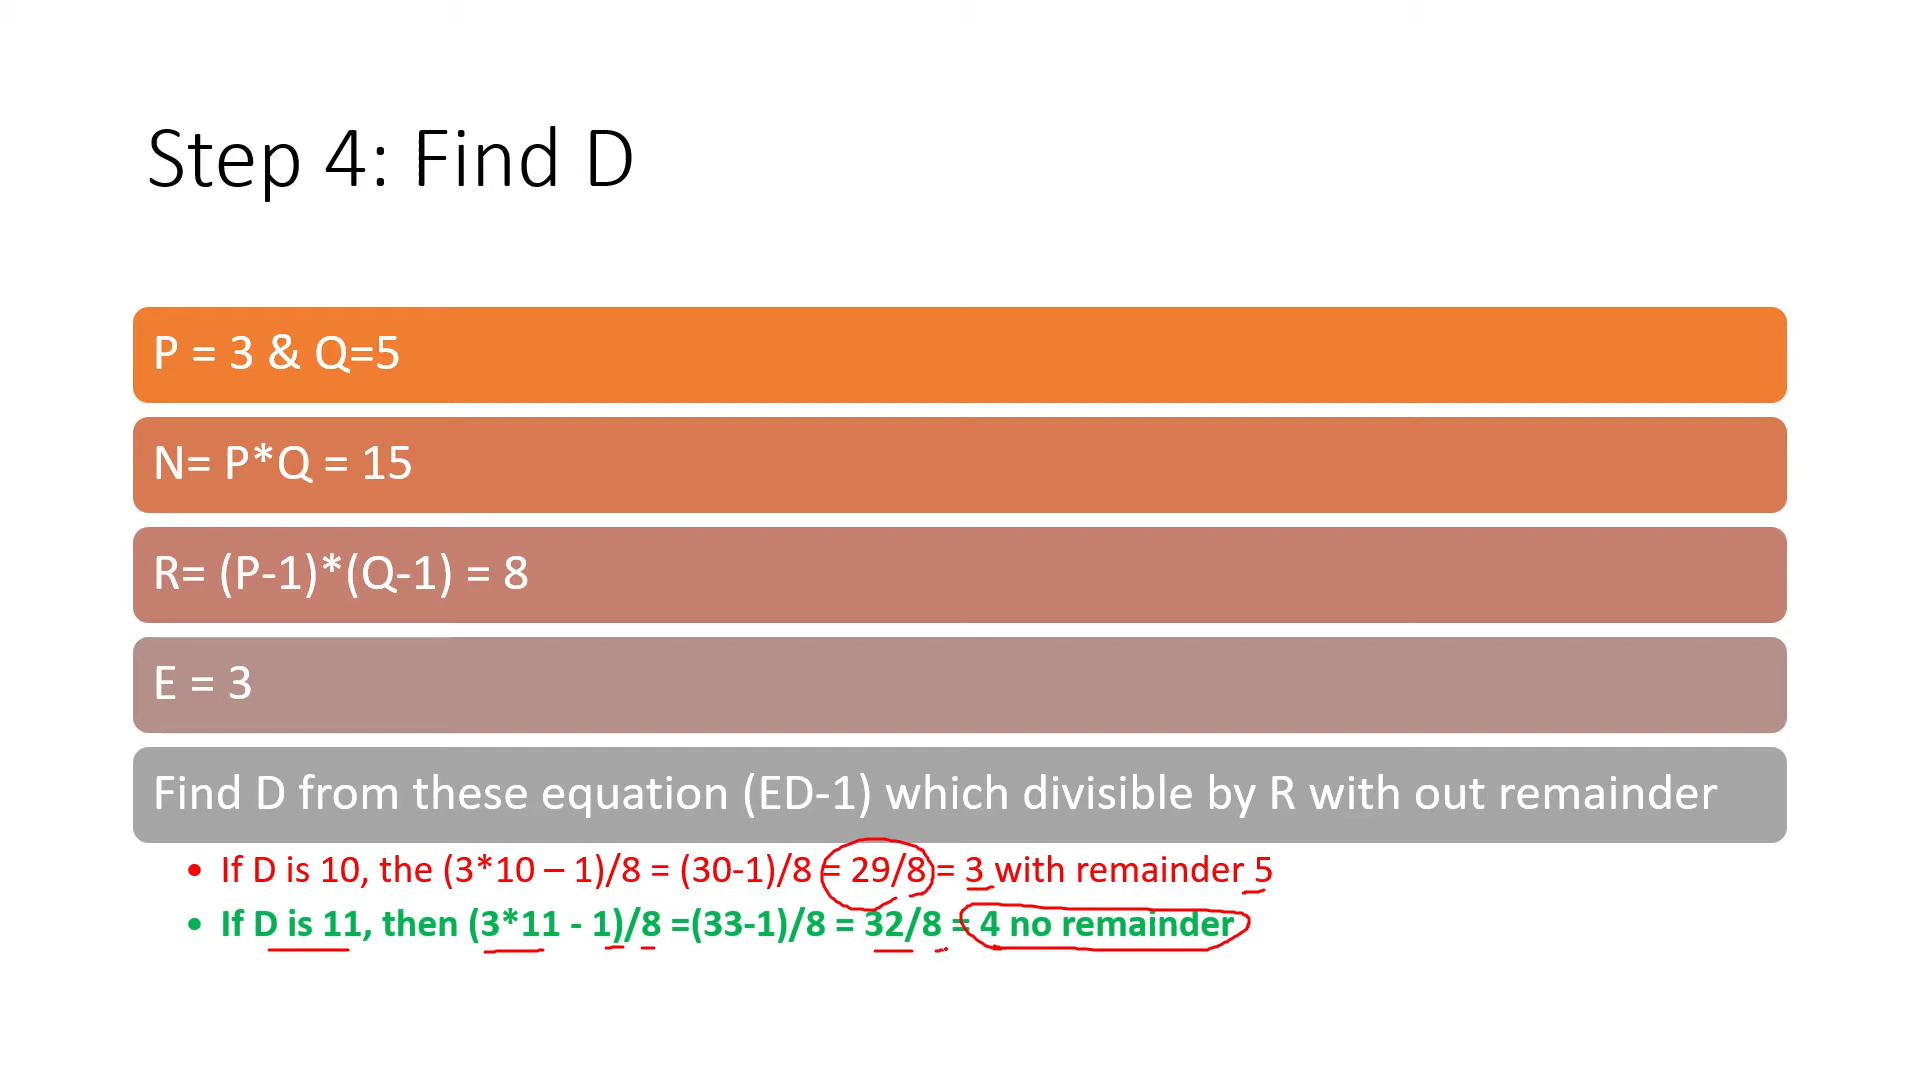 Step 4: Find D
P = 3 & Q=5
N= P*Q = 15
R= (P-1)*(Q-1) = 8
E = 3
Find D from these equation (ED-1) which divisible by R with out remainder
• If D is 10, the (3*10 – 1)/8 = (30-1)/8 = 29/8 = 3 with remainder 5
• If D is 11, then (3*11 - 1)/8 =(33-1)/8 = 32/8 = 4 no remainder